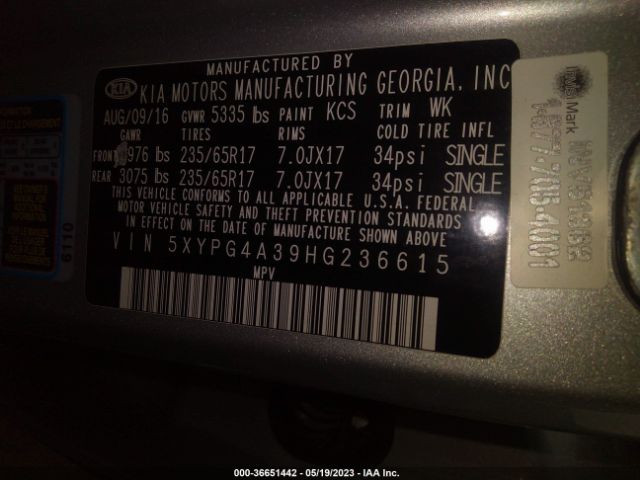 MANUFACTURED BY
KIA KIA MOTORS MANUFACTURING GEORGIA, INC
AUG/09/16 GVWR 5335 lbs PAINT KCS TRIM WK
GAWR TIRES RIMS COLD TIRE INFL
FRONT 976 lbs 235/65R17 7.0JX17 34psi SINGLE
REAR 3075 lbs 235/65R17 7.0JX17 34psi SINGLE
THIS VEHICLE CONFORMS TO ALL APPLICABLE U.S.A. FEDERAL
MOTOR VEHICLE SAFETY AND THEFT PREVENTION STANDARDS
IN EFFECT ON THE DATE OF MANUFACTURE SHOWN ABOVE
VIN 5XYPG4A39HG236615
MPV
6110
000-36651442 - 05/19/2023 - IAA Inc.